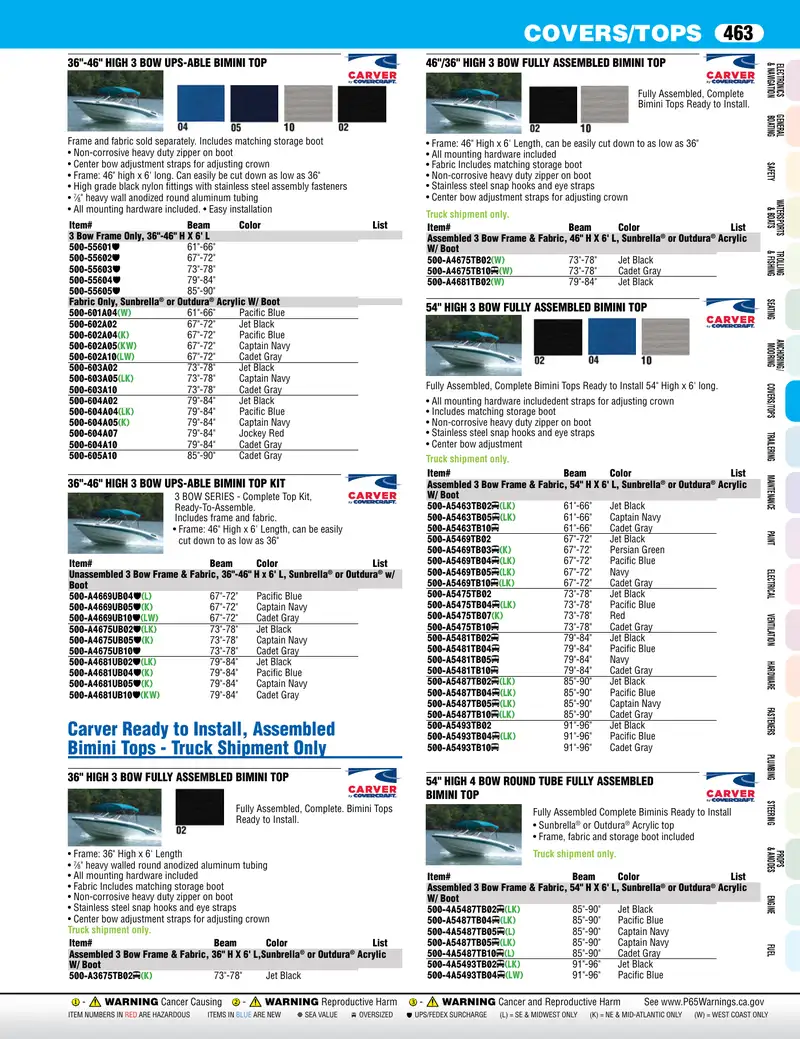 COVERS/TOPS 463
36"-46" HIGH 3 BOW UPS-ABLE BIMINI TOP
CARVER
by COVERCRAFT.
04 05 10 02
Frame and fabric sold separately. Includes matching storage boot
• Non-corrosive heavy duty zipper on boot
• Center bow adjustment straps for adjusting crown
• Frame: 46" high x 6' long. Can easily be cut down as low as 36"
• High grade black nylon fittings with stainless steel assembly fasteners
• ⅞" heavy wall anodized round aluminum tubing
• All mounting hardware included. • Easy installation
Item# Beam Color List
3 Bow Frame Only, 36"-46" H X 6' L
500-55601 61"-66"
500-55602 67"-72"
500-55603 73"-78"
500-55604 79"-84"
500-55605 85"-90"
Fabric Only, Sunbrella® or Outdura® Acrylic W/ Boot
500-601A04(W) 61"-66" Pacific Blue
500-602A02 67"-72" Jet Black
500-602A04(K) 67"-72" Pacific Blue
500-602A05(KW) 67"-72" Captain Navy
500-602A10(LW) 67"-72" Cadet Gray
500-603A02 73"-78" Jet Black
500-603A05(LK) 73"-78" Captain Navy
500-603A10 73"-78" Cadet Gray
500-604A02 79"-84" Jet Black
500-604A04(LK) 79"-84" Pacific Blue
500-604A05(K) 79"-84" Captain Navy
500-604A07 79"-84" Jockey Red
500-604A10 79"-84" Cadet Gray
500-605A10 85"-90" Cadet Gray
36"-46" HIGH 3 BOW UPS-ABLE BIMINI TOP KIT
CARVER
by COVERCRAFT.
3 BOW SERIES - Complete Top Kit,
Ready-To-Assemble.
Includes frame and fabric.
• Frame: 46" High x 6' Length, can be easily
cut down to as low as 36"
Item# Beam Color List
Unassembled 3 Bow Frame & Fabric, 36"-46" H x 6' L, Sunbrella® or Outdura® w/
Boot
500-A4669UB04(L) 67"-72" Pacific Blue
500-A4669UB05(K) 67"-72" Captain Navy
500-A4669UB10(LW) 67"-72" Cadet Gray
500-A4675UB02(LK) 73"-78" Jet Black
500-A4675UB05(K) 73"-78" Captain Navy
500-A4675UB10 73"-78" Cadet Gray
500-A4681UB02(LK) 79"-84" Jet Black
500-A4681UB04(K) 79"-84" Pacific Blue
500-A4681UB05(K) 79"-84" Captain Navy
500-A4681UB10(KW) 79"-84" Cadet Gray
Carver Ready to Install, Assembled
Bimini Tops - Truck Shipment Only
36" HIGH 3 BOW FULLY ASSEMBLED BIMINI TOP
CARVER
by COVERCRAFT.
02
Fully Assembled, Complete. Bimini Tops
Ready to Install.
• Frame: 36" High x 6' Length
• ⅞" heavy walled round anodized aluminum tubing
• All mounting hardware included
• Fabric Includes matching storage boot
• Non-corrosive heavy duty zipper on boot
• Stainless steel snap hooks and eye straps
• Center bow adjustment straps for adjusting crown
Truck shipment only.
Item# Beam Color List
Assembled 3 Bow Frame & Fabric, 36" H X 6' L,Sunbrella® or Outdura® Acrylic
W/ Boot
500-A3675TB02(K) 73"-78" Jet Black
46"/36" HIGH 3 BOW FULLY ASSEMBLED BIMINI TOP
CARVER
by COVERCRAFT.
02 10
Fully Assembled, Complete
Bimini Tops Ready to Install.
• Frame: 46" High x 6' Length, can be easily cut down to as low as 36"
• All mounting hardware included
• Fabric Includes matching storage boot
• Non-corrosive heavy duty zipper on boot
• Stainless steel snap hooks and eye straps
• Center bow adjustment straps for adjusting crown
Truck shipment only.
Item# Beam Color List
Assembled 3 Bow Frame & Fabric, 46" H X 6' L, Sunbrella® or Outdura® Acrylic
W/ Boot
500-A4675TB02(W) 73"-78" Jet Black
500-A4675TB10(W) 73"-78" Cadet Gray
500-A4681TB02(W) 79"-84" Jet Black
54" HIGH 3 BOW FULLY ASSEMBLED BIMINI TOP
CARVER
by COVERCRAFT.
02 04 10
Fully Assembled, Complete Bimini Tops Ready to Install 54" High x 6' long.
• All mounting hardware includedent straps for adjusting crown
• Includes matching storage boot
• Non-corrosive heavy duty zipper on boot
• Stainless steel snap hooks and eye straps
• Center bow adjustment
Truck shipment only.
Item# Beam Color List
Assembled 3 Bow Frame & Fabric, 54" H X 6' L, Sunbrella® or Outdura® Acrylic
W/ Boot
500-A5463TB02(LK) 61"-66" Jet Black
500-A5463TB05(LK) 61"-66" Captain Navy
500-A5463TB10 61"-66" Cadet Gray
500-A5469TB02 67"-72" Jet Black
500-A5469TB03(K) 67"-72" Persian Green
500-A5469TB04(LK) 67"-72" Pacific Blue
500-A5469TB05(LK) 67"-72" Navy
500-A5469TB10(LK) 67"-72" Cadet Gray
500-A5475TB02 73"-78" Jet Black
500-A5475TB04(LK) 73"-78" Pacific Blue
500-A5475TB07(K) 73"-78" Red
500-A5475TB10 73"-78" Cadet Gray
500-A5481TB02 79"-84" Jet Black
500-A5481TB04 79"-84" Pacific Blue
500-A5481TB05 79"-84" Navy
500-A5481TB10 79"-84" Cadet Gray
500-A5487TB02(LK) 85"-90" Jet Black
500-A5487TB04(LK) 85"-90" Pacific Blue
500-A5487TB05(LK) 85"-90" Captain Navy
500-A5487TB10(LK) 85"-90" Cadet Gray
500-A5493TB02 91"-96" Jet Black
500-A5493TB04(LK) 91"-96" Pacific Blue
500-A5493TB10 91"-96" Cadet Gray
54" HIGH 4 BOW ROUND TUBE FULLY ASSEMBLED
BIMINI TOP
CARVER
by COVERCRAFT.
Fully Assembled Complete Biminis Ready to Install
• Sunbrella® or Outdura® Acrylic top
• Frame, fabric and storage boot included
Truck shipment only.
Item# Beam Color List
Assembled 3 Bow Frame & Fabric, 54" H X 6' L, Sunbrella® or Outdura® Acrylic
W/ Boot
500-4A5487TB02(LK) 85"-90" Jet Black
500-A5487TB04(LK) 85"-90" Pacific Blue
500-4A5487TB05(L) 85"-90" Captain Navy
500-A5487TB05(LK) 85"-90" Captain Navy
500-4A5487TB10(L) 85"-90" Cadet Gray
500-4A5493TB02(LK) 91"-96" Jet Black
500-4A5493TB04(LW) 91"-96" Pacific Blue
ELECTRONICS
& NAVIGATION
GENERAL
BOATING
SAFETY
WATERSPORTS
& BOATS
TROLLING
& FISHING
SEATING
ANCHORING/
MOORING
COVERS/TOPS
TRAILERING
MAINTENANCE
PAINT
ELECTRICAL
VENTILATION
HARDWARE
FASTENERS
PLUMBING
STEERING
PROPS
& ANODES
ENGINE
FUEL
1 - WARNING Cancer Causing 2 - WARNING Reproductive Harm 3 - WARNING Cancer and Reproductive Harm See www.P65Warnings.ca.gov
ITEM NUMBERS IN RED ARE HAZARDOUS ITEMS IN BLUE ARE NEW SEA VALUE OVERSIZED UPS/FEDEX SURCHARGE (L) = SE & MIDWEST ONLY (K) = NE & MID-ATLANTIC ONLY (W) = WEST COAST ONLY